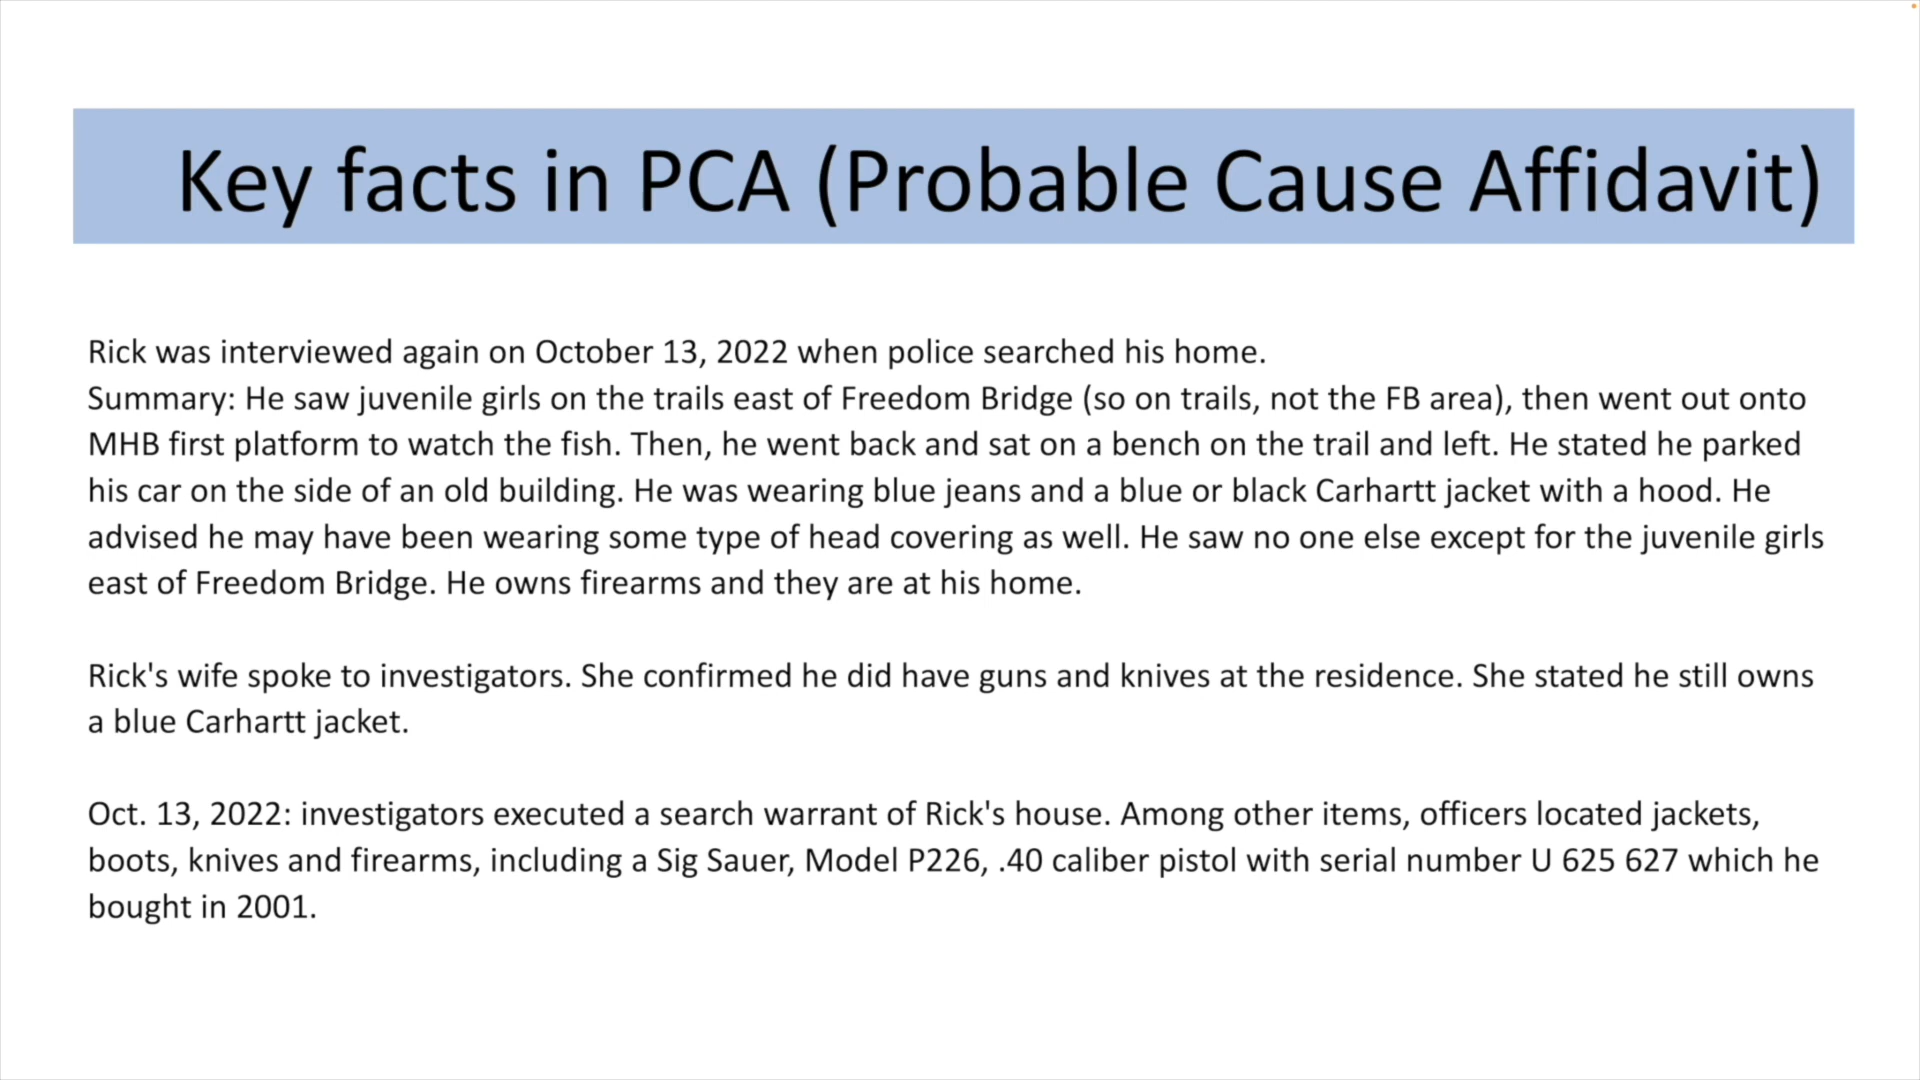 Key facts in PCA (Probable Cause Affidavit)
Rick was interviewed again on October 13, 2022 when police searched his home.
Summary: He saw juvenile girls on the trails east of Freedom Bridge (so on trails, not the FB area), then went out onto
MHB first platform to watch the fish. Then, he went back and sat on a bench on the trail and left. He stated he parked
his car on the side of an old building. He was wearing blue jeans and a blue or black Carhartt jacket with a hood. He
advised he may have been wearing some type of head covering as well. He saw no one else except for the juvenile girls
east of Freedom Bridge. He owns firearms and they are at his home.
Rick's wife spoke to investigators. She confirmed he did have guns and knives at the residence. She stated he still owns
a blue Carhartt jacket.
Oct. 13, 2022: investigators executed a search warrant of Rick's house. Among other items, officers located jackets,
boots, knives and firearms, including a Sig Sauer, Model P226, .40 caliber pistol with serial number U 625 627 which he
bought in 2001.